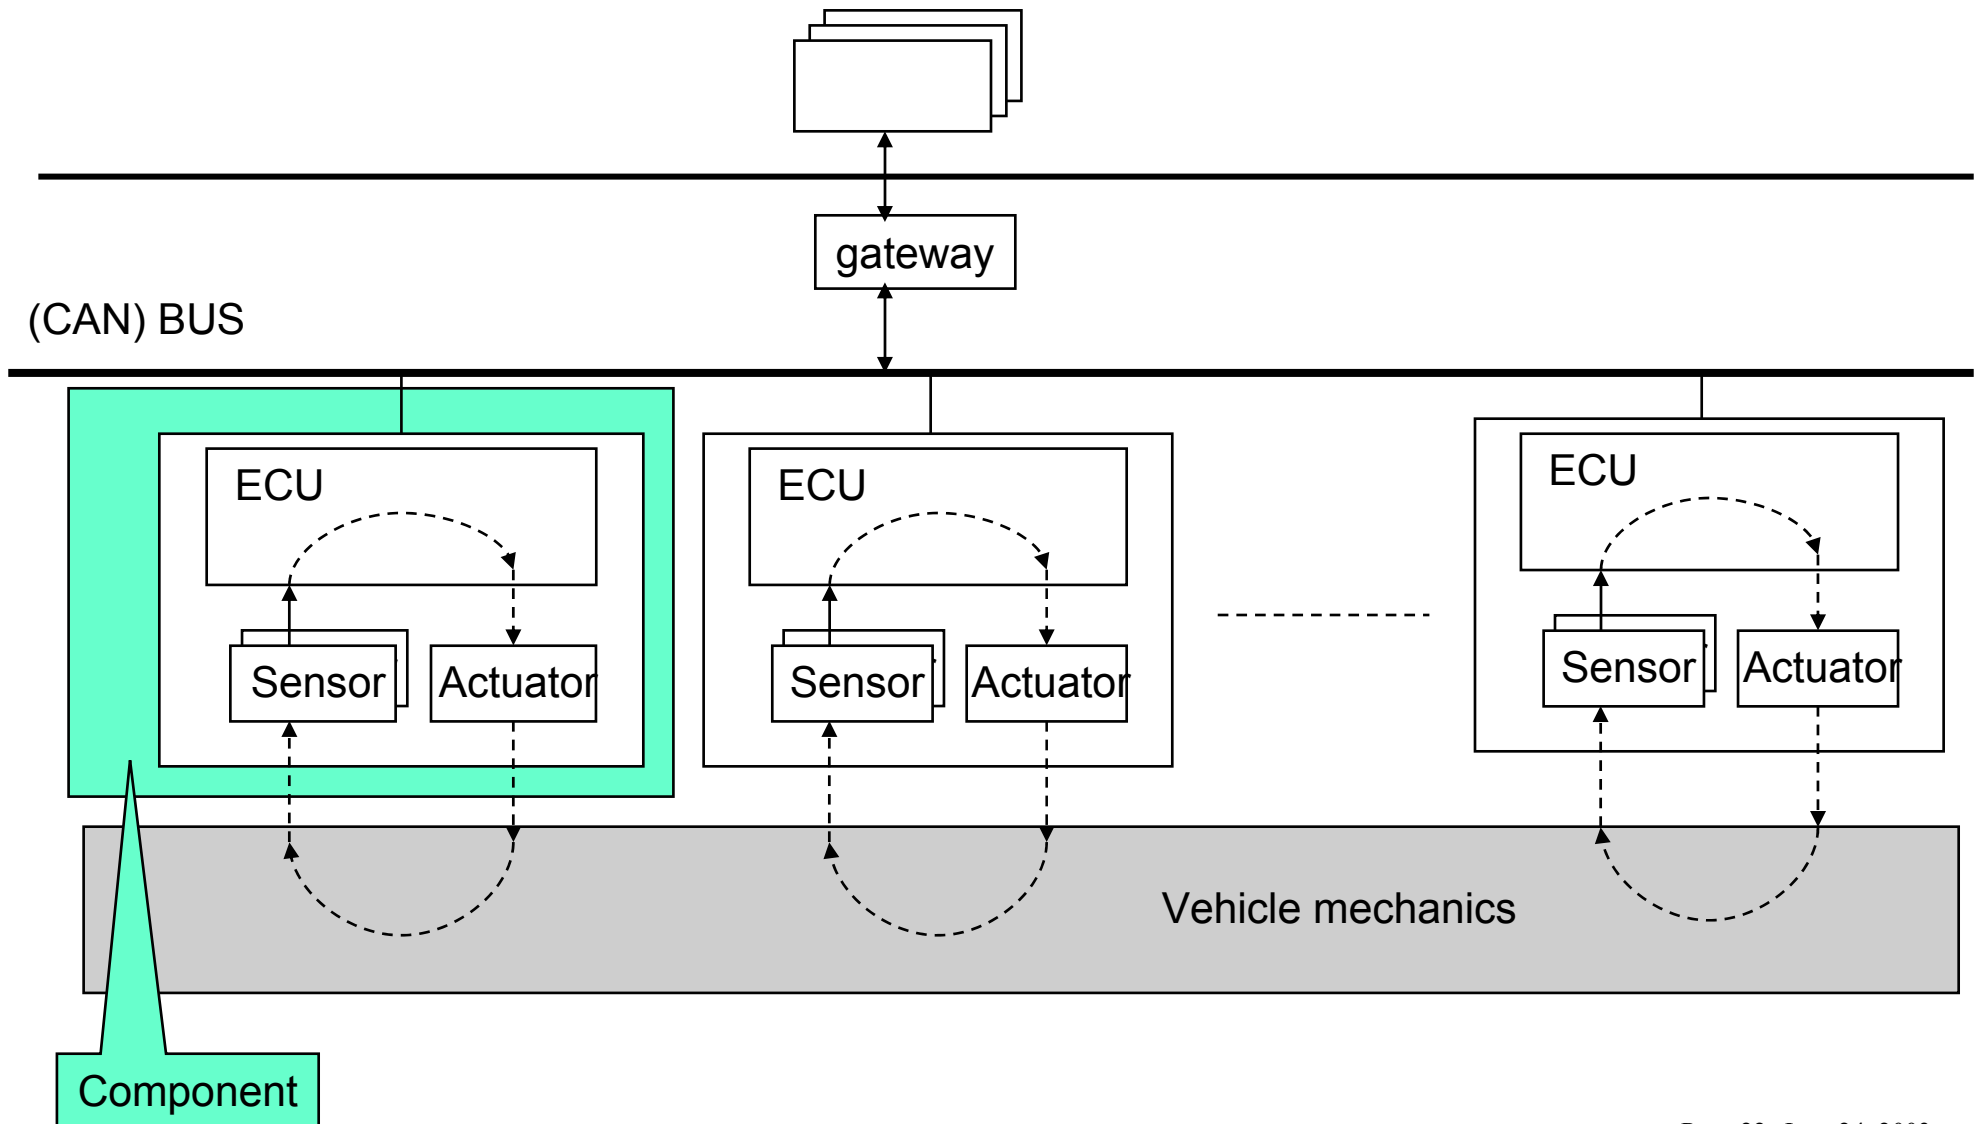 gateway
(CAN) BUS
ECU
ECU
ECU
Sensor
Actuator
Sensor
Actuator
Sensor
Actuator
Vehicle mechanics
Component